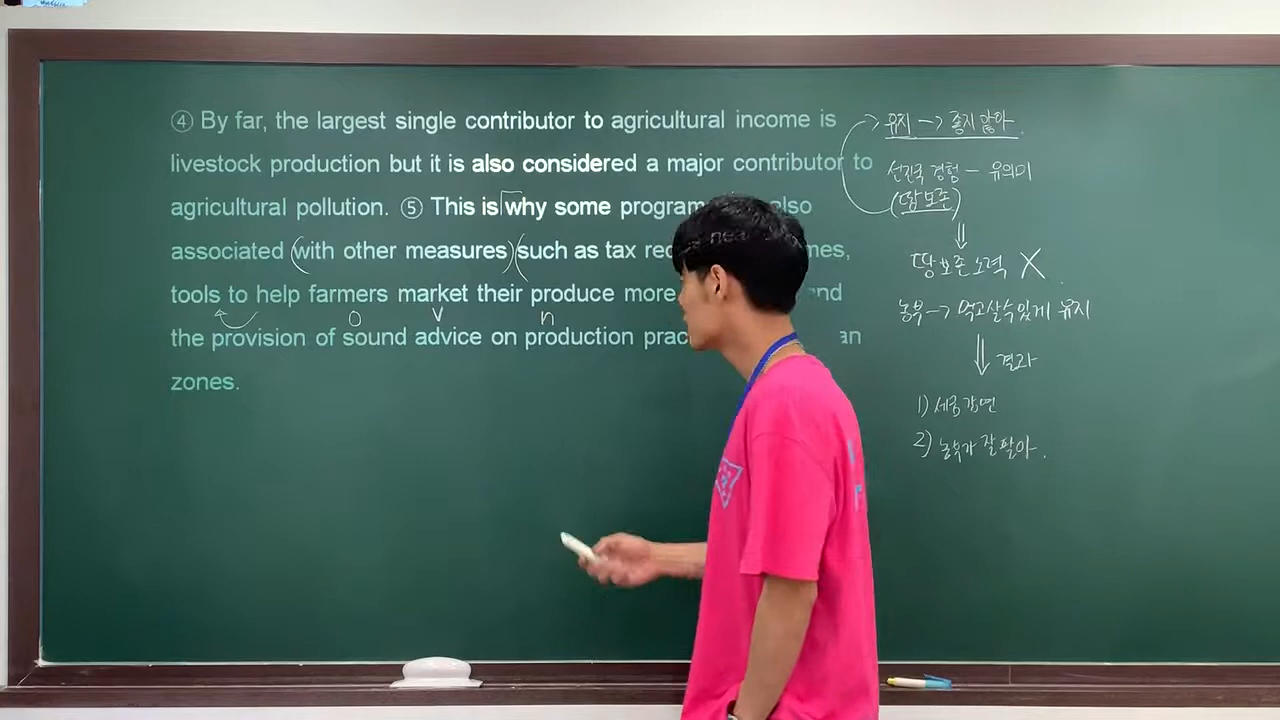 ④ By far, the largest single contributor to agricultural income is
livestock production but it is also considered a major contributor to
agricultural pollution. ⑤ This is why some program also
associated (with other measures) (such as tax mes,
tools to help farmers market their produce more and
O V n
the provision of sound advice on production prac an
zones.
유지 → 좋지 않아.
선진국 경험 - 유의미
(땅 보존)
땅 보존 노력 X.
농부 → 먹고 살 수 있게 유지
결과
1) 세금 감면
2) 농부가 잘 팔아.